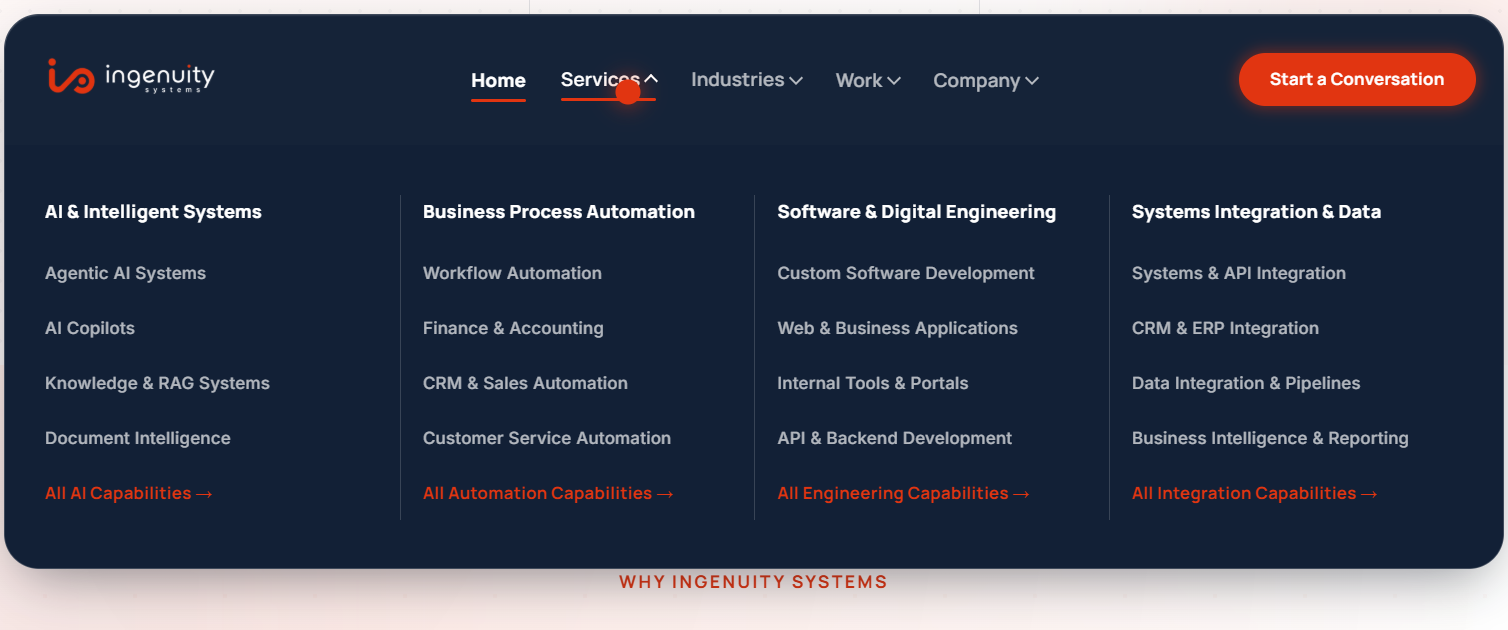 ingenuity
systems
Home
Services
Industries
Work
Company
Start a Conversation
AI & Intelligent Systems
Agentic AI Systems
AI Copilots
Knowledge & RAG Systems
Document Intelligence
All AI Capabilities →
Business Process Automation
Workflow Automation
Finance & Accounting
CRM & Sales Automation
Customer Service Automation
All Automation Capabilities →
Software & Digital Engineering
Custom Software Development
Web & Business Applications
Internal Tools & Portals
API & Backend Development
All Engineering Capabilities →
Systems Integration & Data
Systems & API Integration
CRM & ERP Integration
Data Integration & Pipelines
Business Intelligence & Reporting
All Integration Capabilities →
WHY INGENUITY SYSTEMS